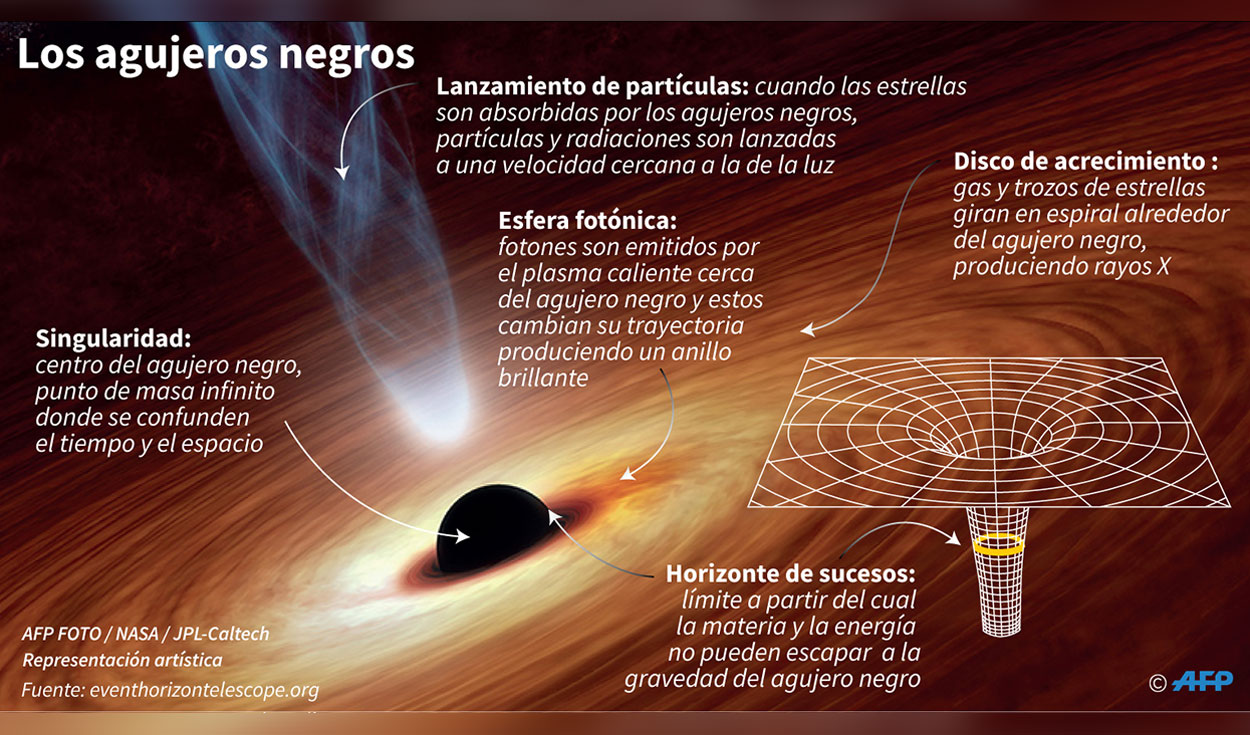 Los agujeros negros
Lanzamiento de partículas: cuando las estrellas
son absorbidas por los agujeros negros,
partículas y radiaciones son lanzadas
a una velocidad cercana a la de la luz
Disco de acrecimiento :
gas y trozos de estrellas
giran en espiral alrededor
del agujero negro,
produciendo rayos X
Esfera fotónica:
fotones son emitidos por
el plasma caliente cerca
del agujero negro y estos
cambian su trayectoria
produciendo un anillo
brillante
Singularidad:
centro del agujero negro,
punto de masa infinito
donde se confunden
el tiempo y el espacio
Horizonte de sucesos:
límite a partir del cual
la materia y la energía
no pueden escapar a la
gravedad del agujero negro
AFP FOTO / NASA / JPL-Caltech
Representación artística
Fuente: eventhorizontelescope.org
© AFP